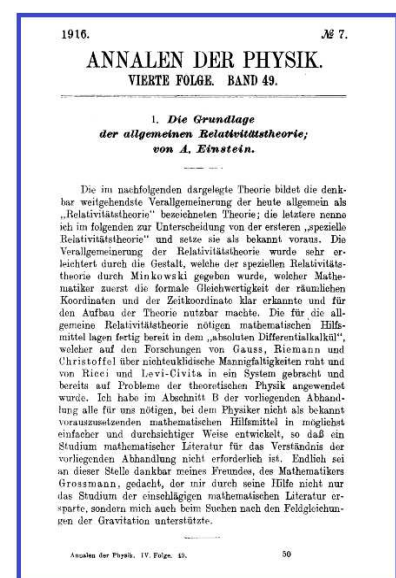 1916. № 7.
ANNALEN DER PHYSIK.
VIERTE FOLGE. BAND 49.
1. Die Grundlage
der allgemeinen Relativitätstheorie;
von A. Einstein.
Die im nachfolgenden dargelegte Theorie bildet die denk-
bar weitgehendste Verallgemeinerung der heute allgemein als
„Relativitätstheorie" bezeichneten Theorie; die letztere nenne
ich im folgenden zur Unterscheidung von der ersteren „spezielle
Relativitätstheorie" und setze sie als bekannt voraus. Die
Verallgemeinerung der Relativitätstheorie wurde sehr er-
leichtert durch die Gestalt, welche der speziellen Relativitäts-
theorie durch Minkowski gegeben wurde, welcher Mathe-
matiker zuerst die formale Gleichwertigkeit der räumlichen
Koordinaten und der Zeitkoordinate klar erkannte und für
den Aufbau der Theorie nutzbar machte. Die für die all-
gemeine Relativitätstheorie nötigen mathematischen Hilfs-
mittel lagen fertig bereit in dem „absoluten Differentialkalkül",
welcher auf den Forschungen von Gauss, Riemann und
Christoffel über nichteuklidische Mannigfaltigkeiten ruht und
von Ricci und Levi-Civita in ein System gebracht und
bereits auf Probleme der theoretischen Physik angewendet
wurde. Ich habe im Abschnitt B der vorliegenden Abhand-
lung alle für uns nötigen, bei dem Physiker nicht als bekannt
vorauszusetzenden mathematischen Hilfsmittel in möglichst
einfacher und durchsichtiger Weise entwickelt, so daß ein
Studium mathematischer Literatur für das Verständnis der
vorliegenden Abhandlung nicht erforderlich ist. Endlich sei
an dieser Stelle dankbar meines Freundes, des Mathematikers
Grossmann, gedacht, der mir durch seine Hilfe nicht nur
das Studium der einschlägigen mathematischen Literatur er-
sparte, sondern mich auch beim Suchen nach den Feldgleichun-
gen der Gravitation unterstützte.
Annalen der Physik. IV. Folge. 49. 50